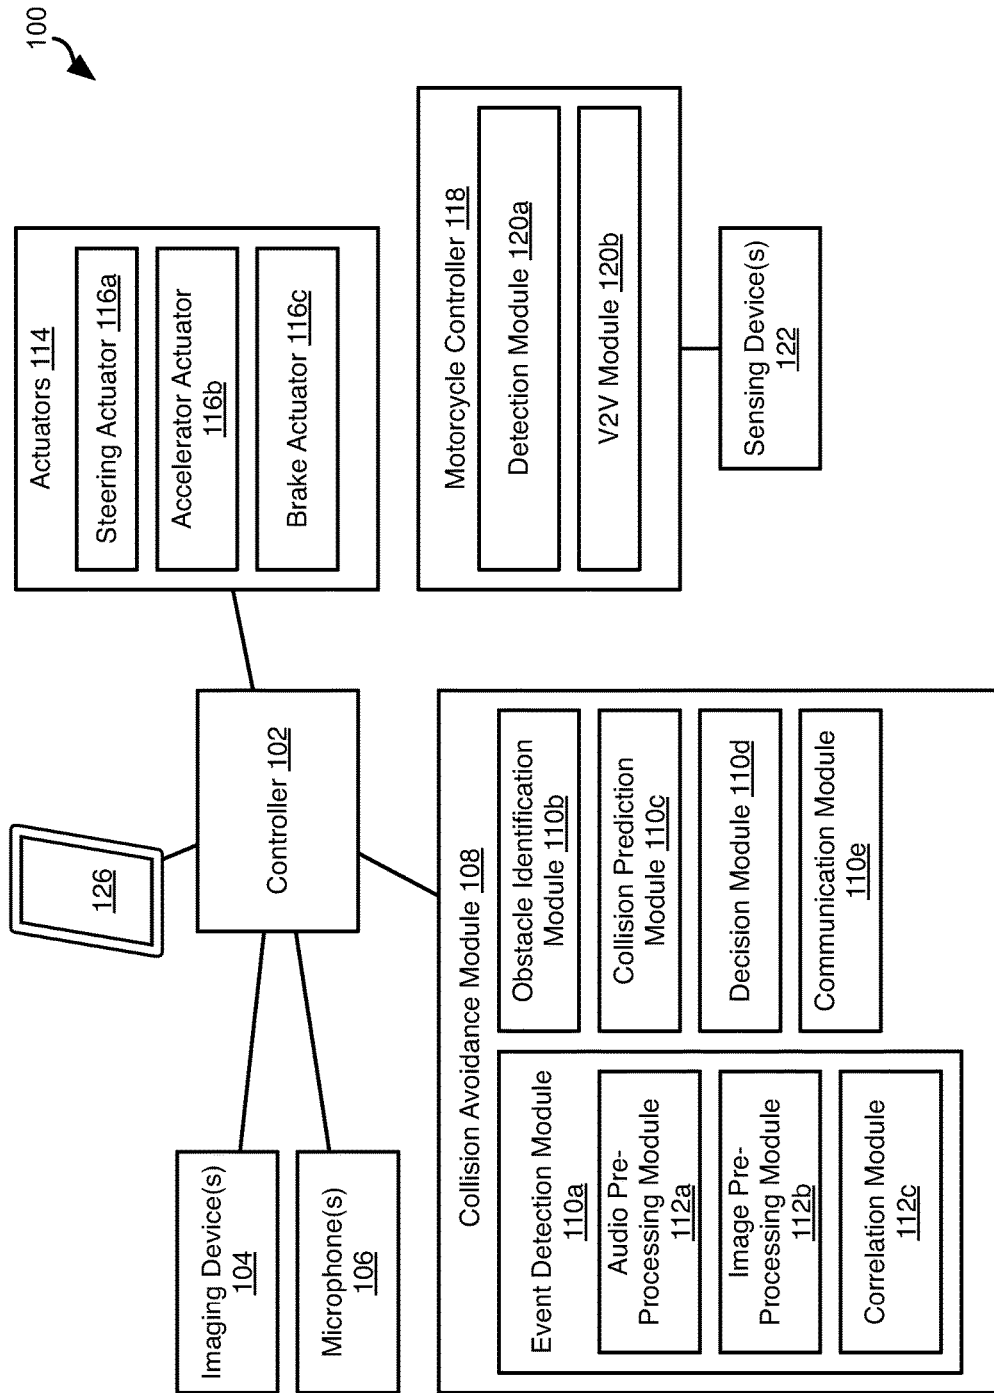 100
Imaging Device(s)
104
Microphone(s)
106
126
Controller 102
Actuators 114
Steering Actuator 116a
Accelerator Actuator
116b
Brake Actuator 116c
Collision Avoidance Module 108
Event Detection Module
110a
Audio Pre-
Processing Module
112a
Image Pre-
Processing Module
112b
Correlation Module
112c
Obstacle Identification
Module 110b
Collision Prediction
Module 110c
Decision Module 110d
Communication Module
110e
Motorcycle Controller 118
Detection Module 120a
V2V Module 120b
Sensing Device(s)
122